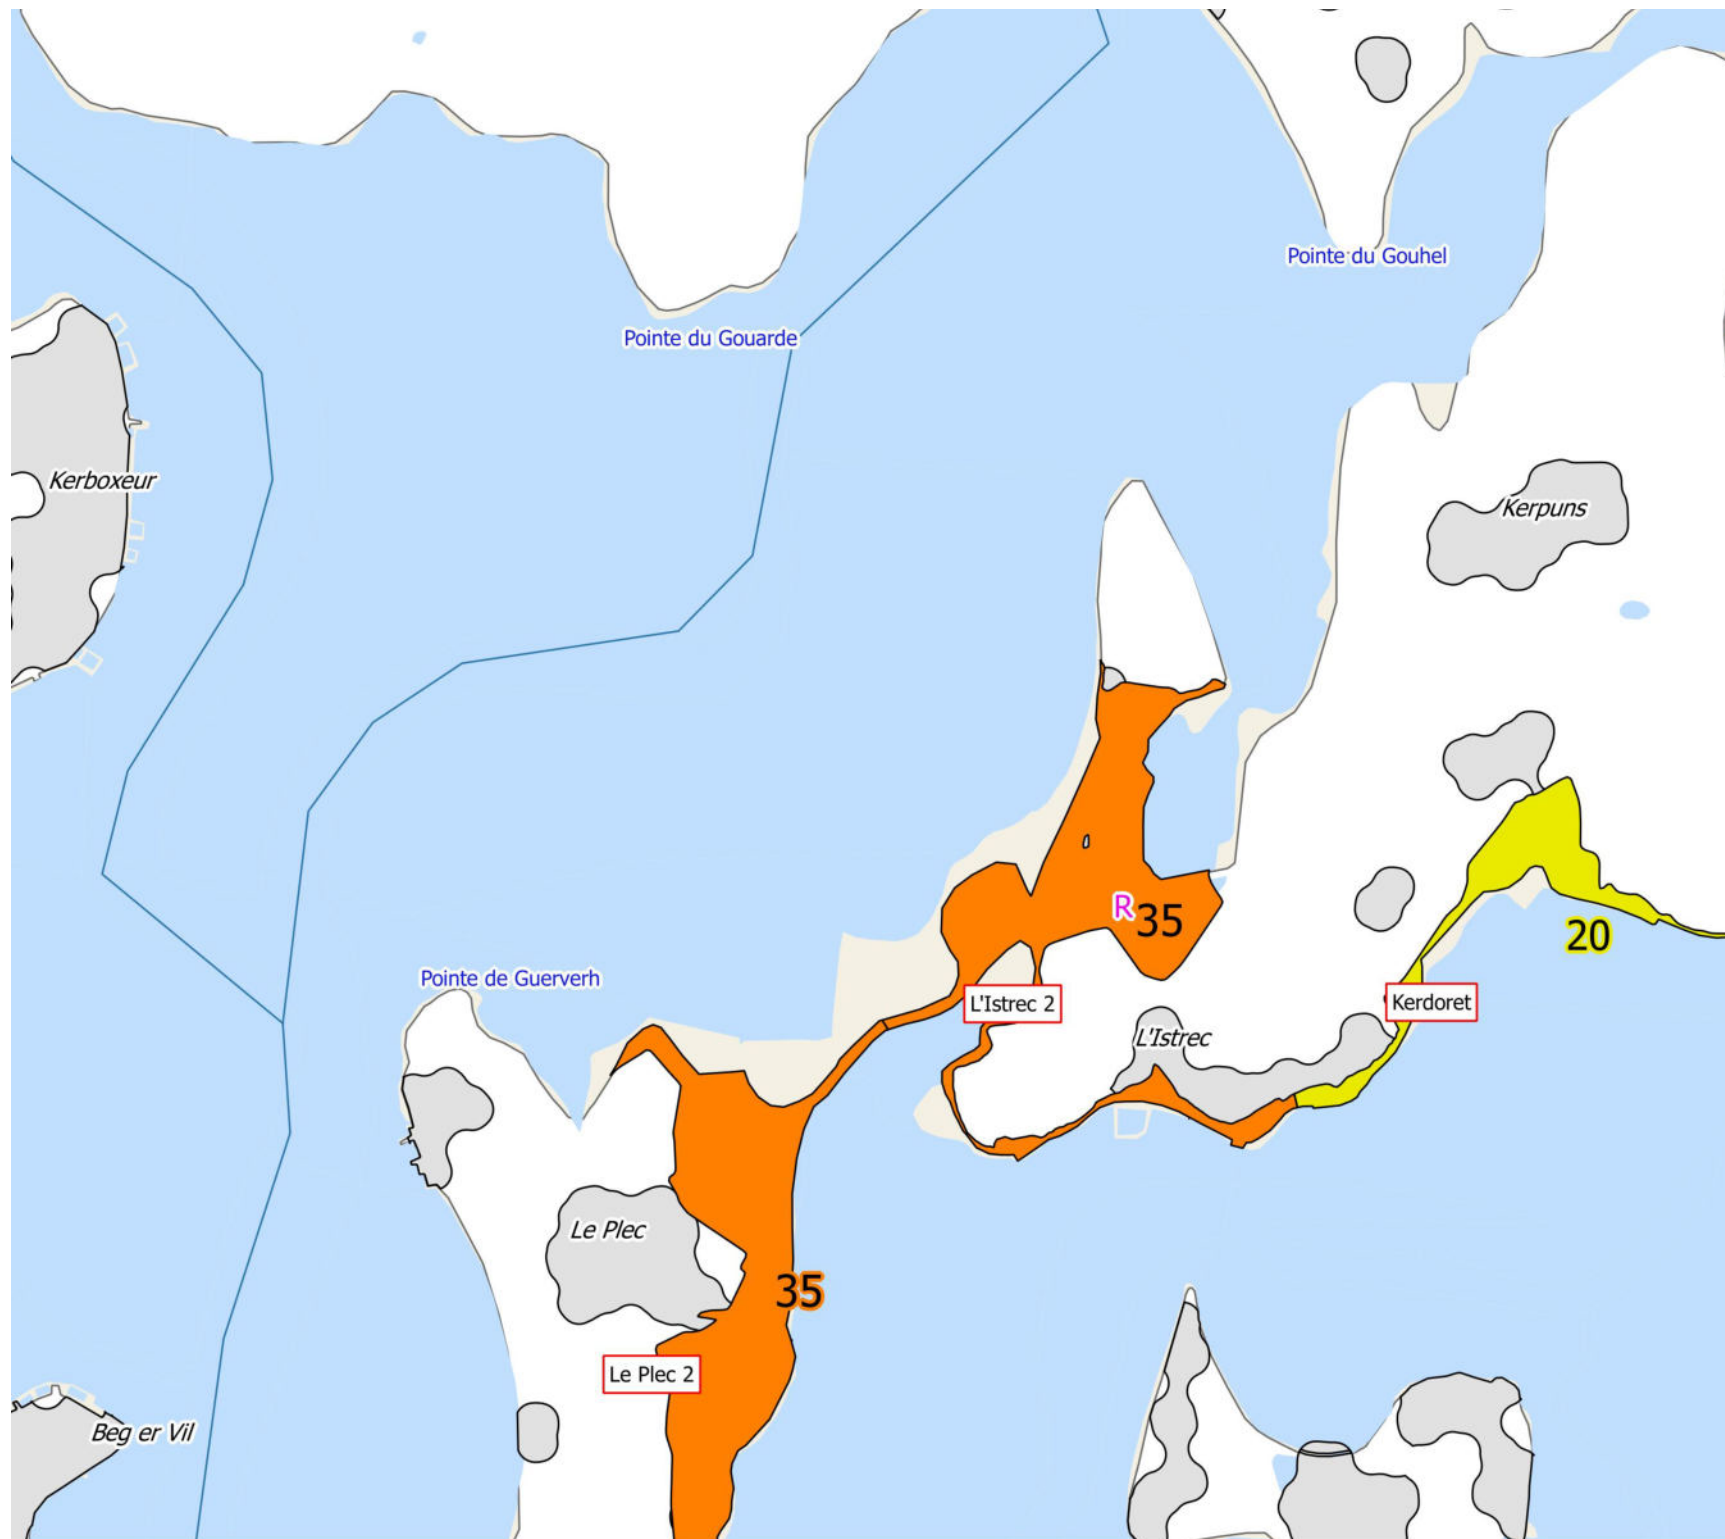 Pointe du Gouhel
Pointe du Gouarde
Kerboxeur
Kerpuns
R
35
20
Pointe de Guerverh
L'Istrec 2
Kerdoret
L'Istrec
Le Plec
35
Le Plec 2
Beg er Vil